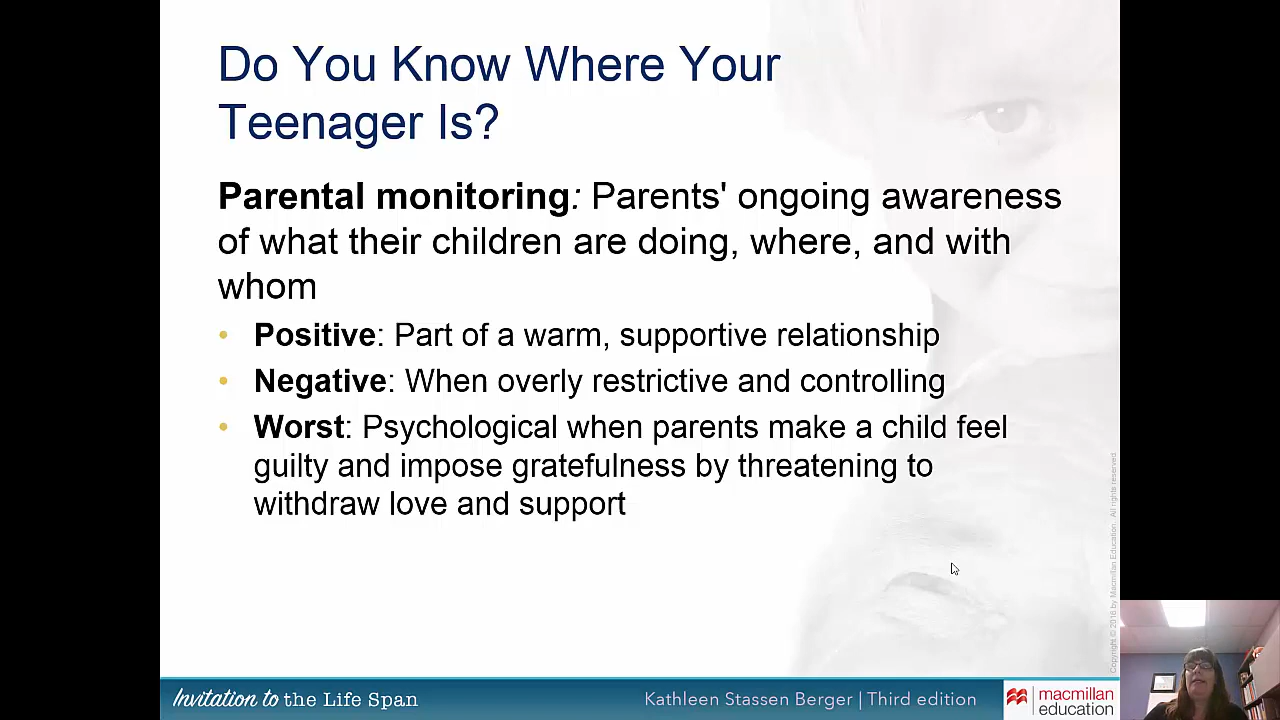 Do You Know Where Your
Teenager Is?
Parental monitoring: Parents' ongoing awareness
of what their children are doing, where, and with
whom
• Positive: Part of a warm, supportive relationship
• Negative: When overly restrictive and controlling
• Worst: Psychological when parents make a child feel
guilty and impose gratefulness by threatening to
withdraw love and support
Copyright © 2016 by Macmillan Education. All rights reserved
Invitation to the Life Span
Kathleen Stassen Berger | Third edition
macmillan
education